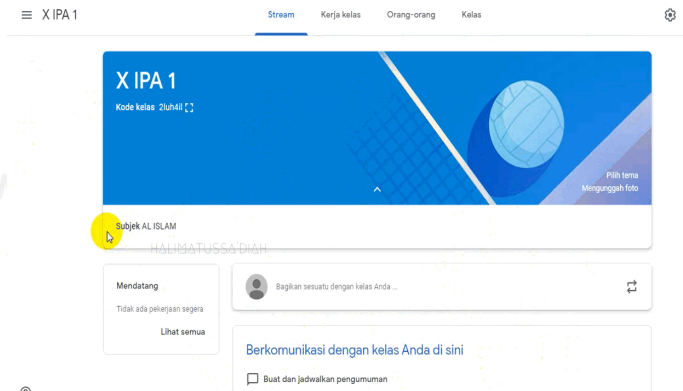 X IPA 1
Stream Kerja kelas Orang-orang Kelas
X IPA 1
Kode kelas 2luh4il
Pilih tema
Mengunggah foto
Subjek AL ISLAM
HALIMATUSSA'DIAH
Mendatang
Tidak ada pekerjaan segera
Lihat semua
Bagikan sesuatu dengan kelas Anda ...
Berkomunikasi dengan kelas Anda di sini
Buat dan jadwalkan pengumuman